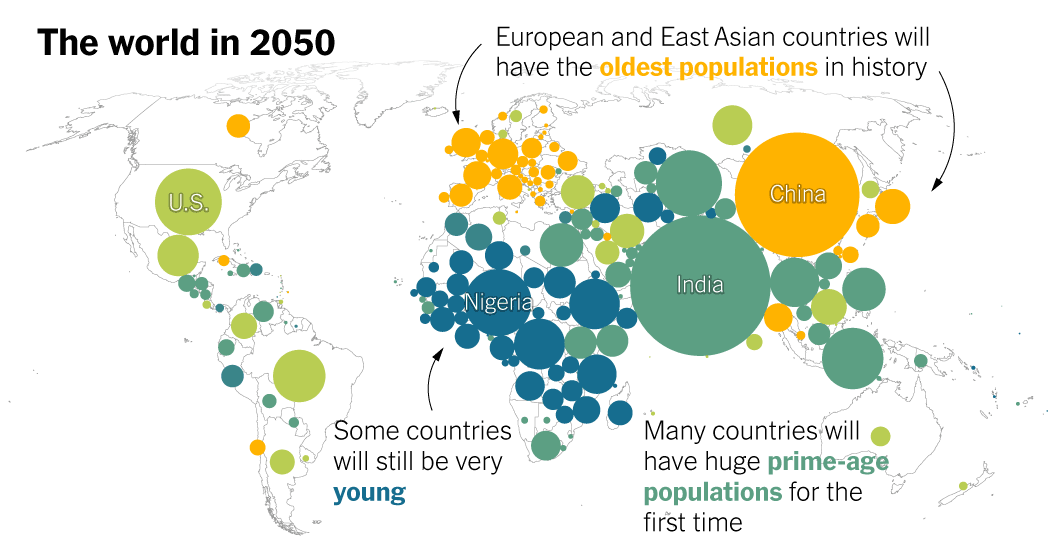 The world in 2050
European and East Asian countries will
have the oldest populations in history
U.S.
China
India
Nigeria
Some countries
will still be very
young
Many countries will
have huge prime-age
populations for the
first time